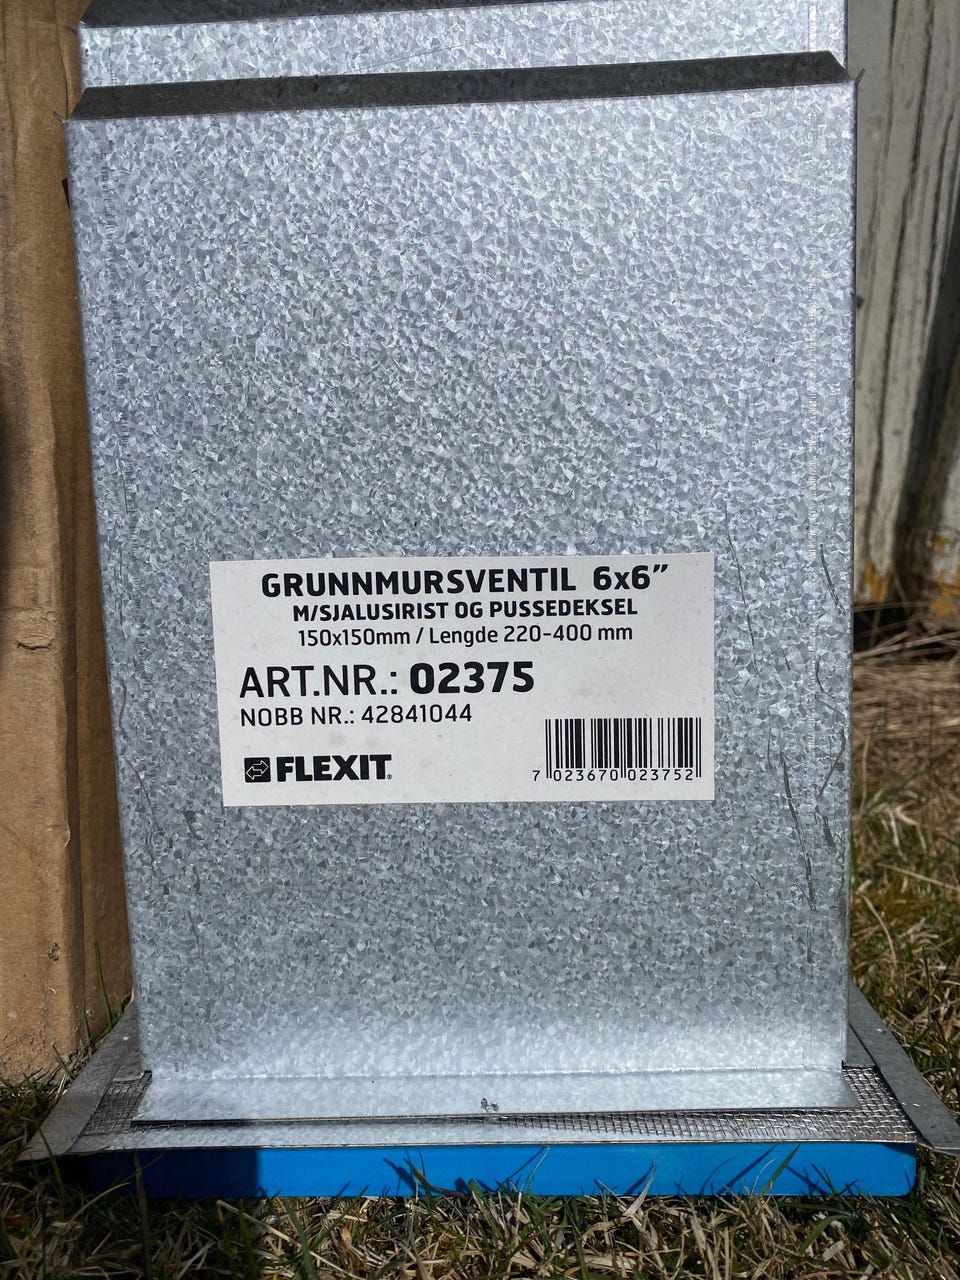 GRUNNMURSVENTIL 6x6”
M/SJALUSIRIST OG PUSSEDEKSEL
150x150mm / Lengde 220-400 mm
ART.NR.: 02375
NOBB NR.: 42841044
FLEXIT®
7 023670 023752